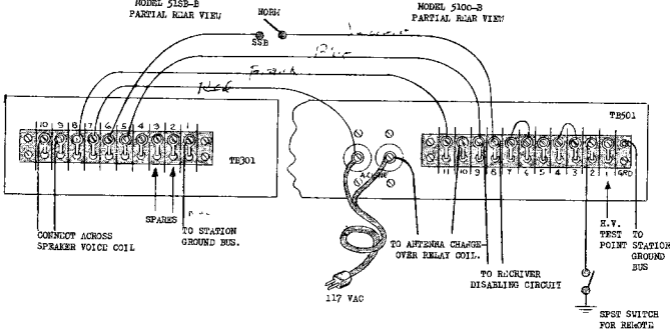 MODEL 51SB-B
PARTIAL REAR VIEW
NORM
SSB
MODEL 5100-B
PARTIAL REAR VIEW
TB501
10 9 8 7 6 5 4 3 2 1
TB301
11 10 9 8 7 6 5 4 3 2 1 GRD
SPARES
CONNECT ACROSS
SPEAKER VOICE COIL
TO STATION
GROUND BUS.
117 VAC
TO ANTENNA CHANGE-
OVER RELAY COIL.
TO RECEIVER
DISABLING CIRCUIT
H.V.
TEST
POINT
TO
STATION
GROUND
BUS
SPST SWITCH
FOR REMOTE